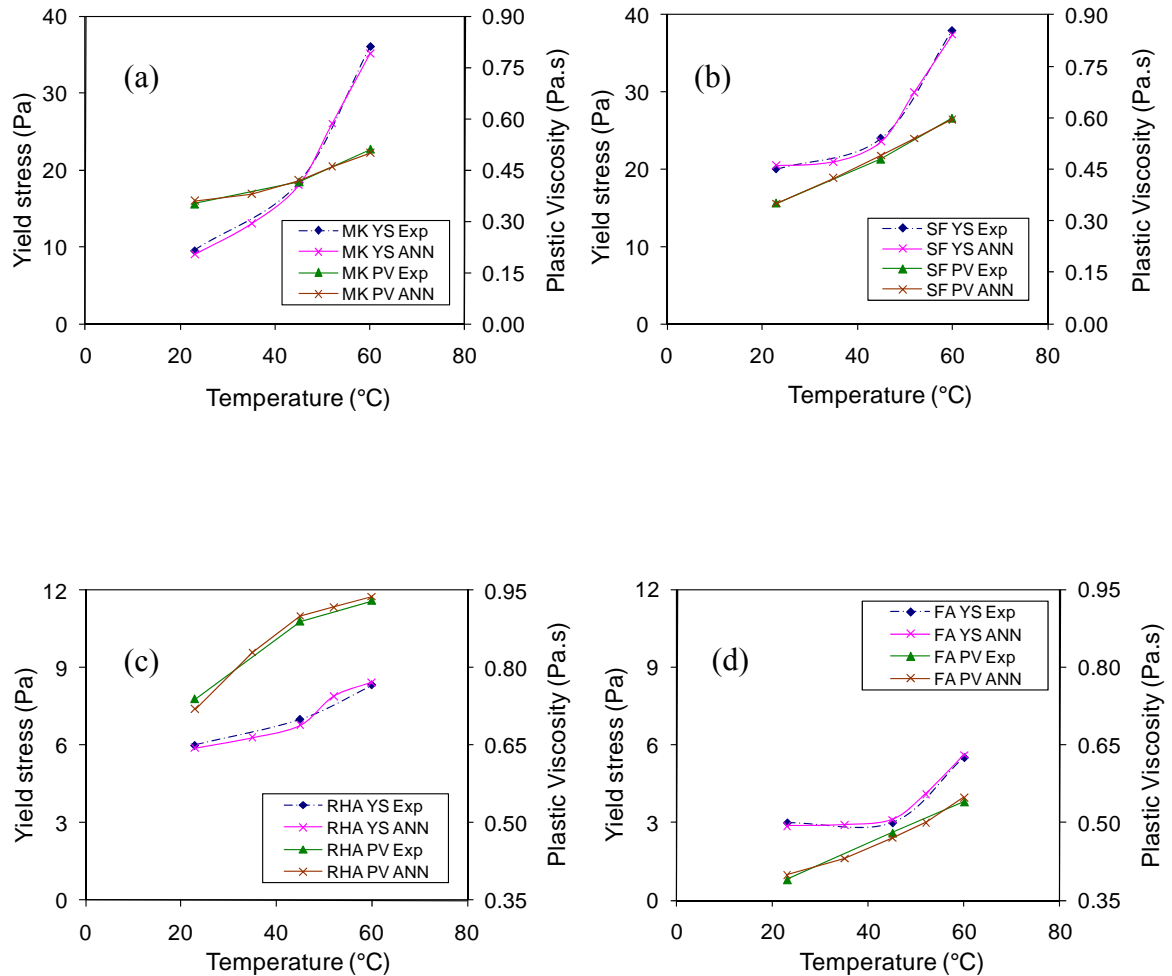 (a)
Yield stress (Pa)
40
30
20
10
0
0.90
0.75
0.60
0.45
0.30
0.15
0.00
Plastic Viscosity (Pa.s)
MK YS Exp
MK YS ANN
MK PV Exp
MK PV ANN
0 20 40 60 80
Temperature (°C)
(b)
Yield stress (Pa)
40
30
20
10
0
0.90
0.75
0.60
0.45
0.30
0.15
0.00
Plastic Viscosity (Pa.s)
SF YS Exp
SF YS ANN
SF PV Exp
SF PV ANN
0 20 40 60 80
Temperature (°C)
(c)
Yield stress (Pa)
12
9
6
3
0
0.95
0.80
0.65
0.50
0.35
Plastic Viscosity (Pa.s)
RHA YS Exp
RHA YS ANN
RHA PV Exp
RHA PV ANN
0 20 40 60 80
Temperature (°C)
(d)
Yield stress (Pa)
12
9
6
3
0
0.95
0.80
0.65
0.50
0.35
Plastic Viscosity (Pa.s)
FA YS Exp
FA YS ANN
FA PV Exp
FA PV ANN
0 20 40 60 80
Temperature (°C)